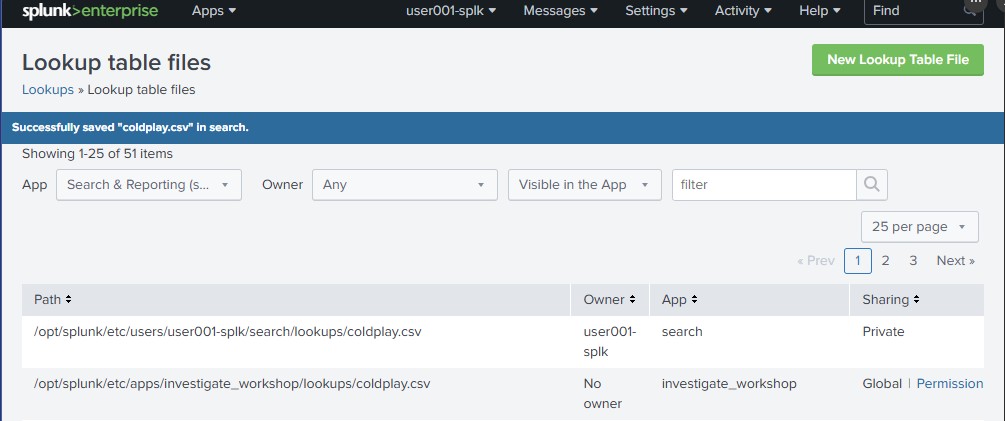 splunk>enterprise Apps ▾ user001-splk ▾ Messages ▾ Settings ▾ Activity ▾ Help ▾ Find
Lookup table files
New Lookup Table File
Lookups » Lookup table files
Successfully saved "coldplay.csv" in search.
Showing 1-25 of 51 items
App Search & Reporting (s... ▾ Owner Any ▾ Visible in the App ▾ filter
25 per page ▾
« Prev 1 2 3 Next »
Path Owner App Sharing
/opt/splunk/etc/users/user001-splk/search/lookups/coldplay.csv user001- search Private
splk
/opt/splunk/etc/apps/investigate_workshop/lookups/coldplay.csv No investigate_workshop Global | Permission
owner